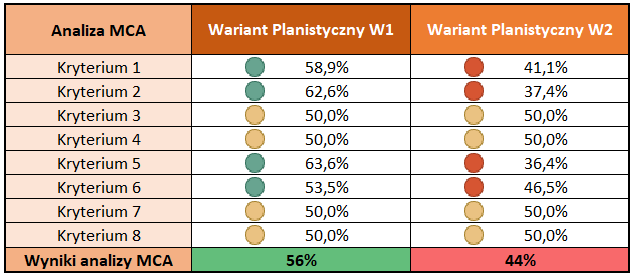 Analiza MCA Wariant Planistyczny W1 Wariant Planistyczny W2
Kryterium 1 58,9% 41,1%
Kryterium 2 62,6% 37,4%
Kryterium 3 50,0% 50,0%
Kryterium 4 50,0% 50,0%
Kryterium 5 63,6% 36,4%
Kryterium 6 53,5% 46,5%
Kryterium 7 50,0% 50,0%
Kryterium 8 50,0% 50,0%
Wyniki analizy MCA 56% 44%